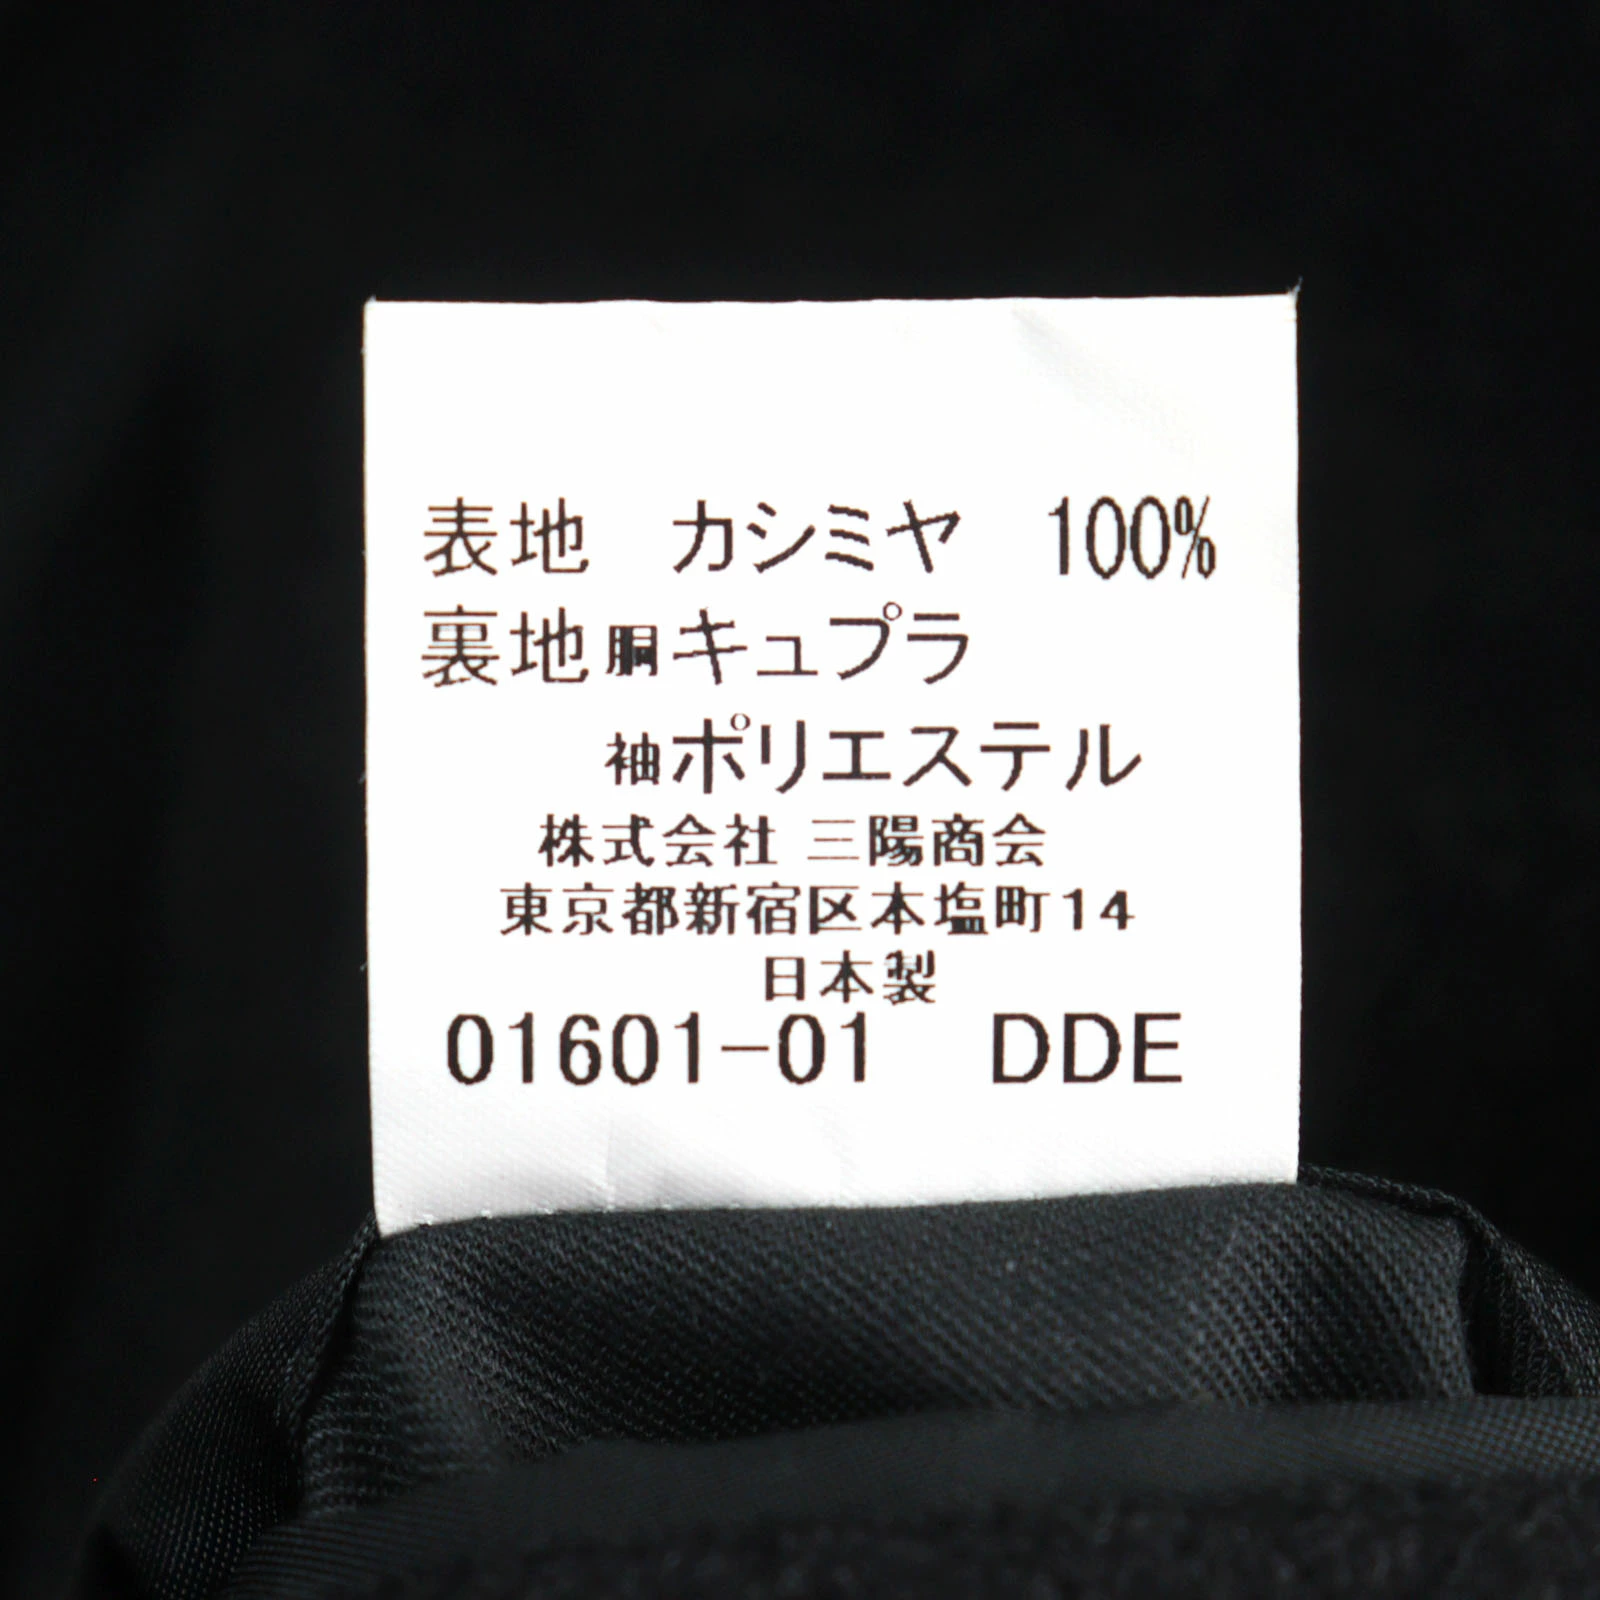 表地　カシミヤ　100%
裏地胴キュプラ
袖ポリエステル
株式会社 三陽商会
東京都新宿区本塩町14
日本製
01601-01　DDE